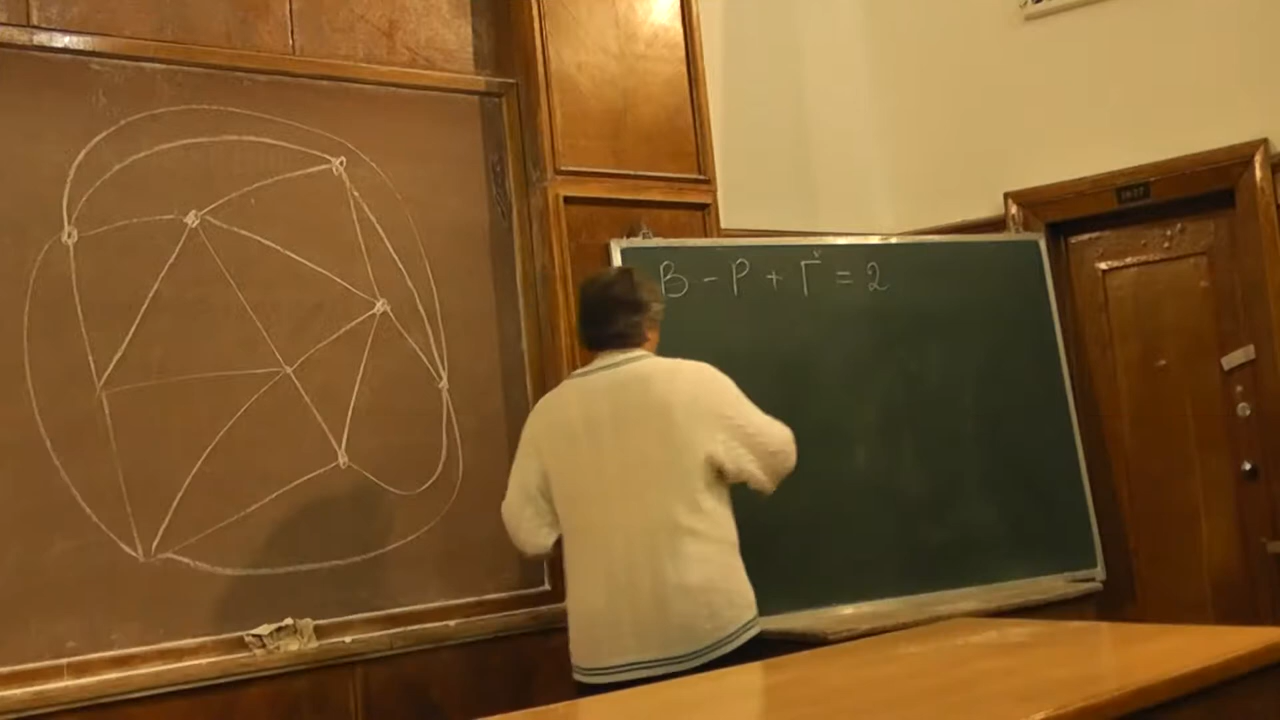 В - Р + Г = 2